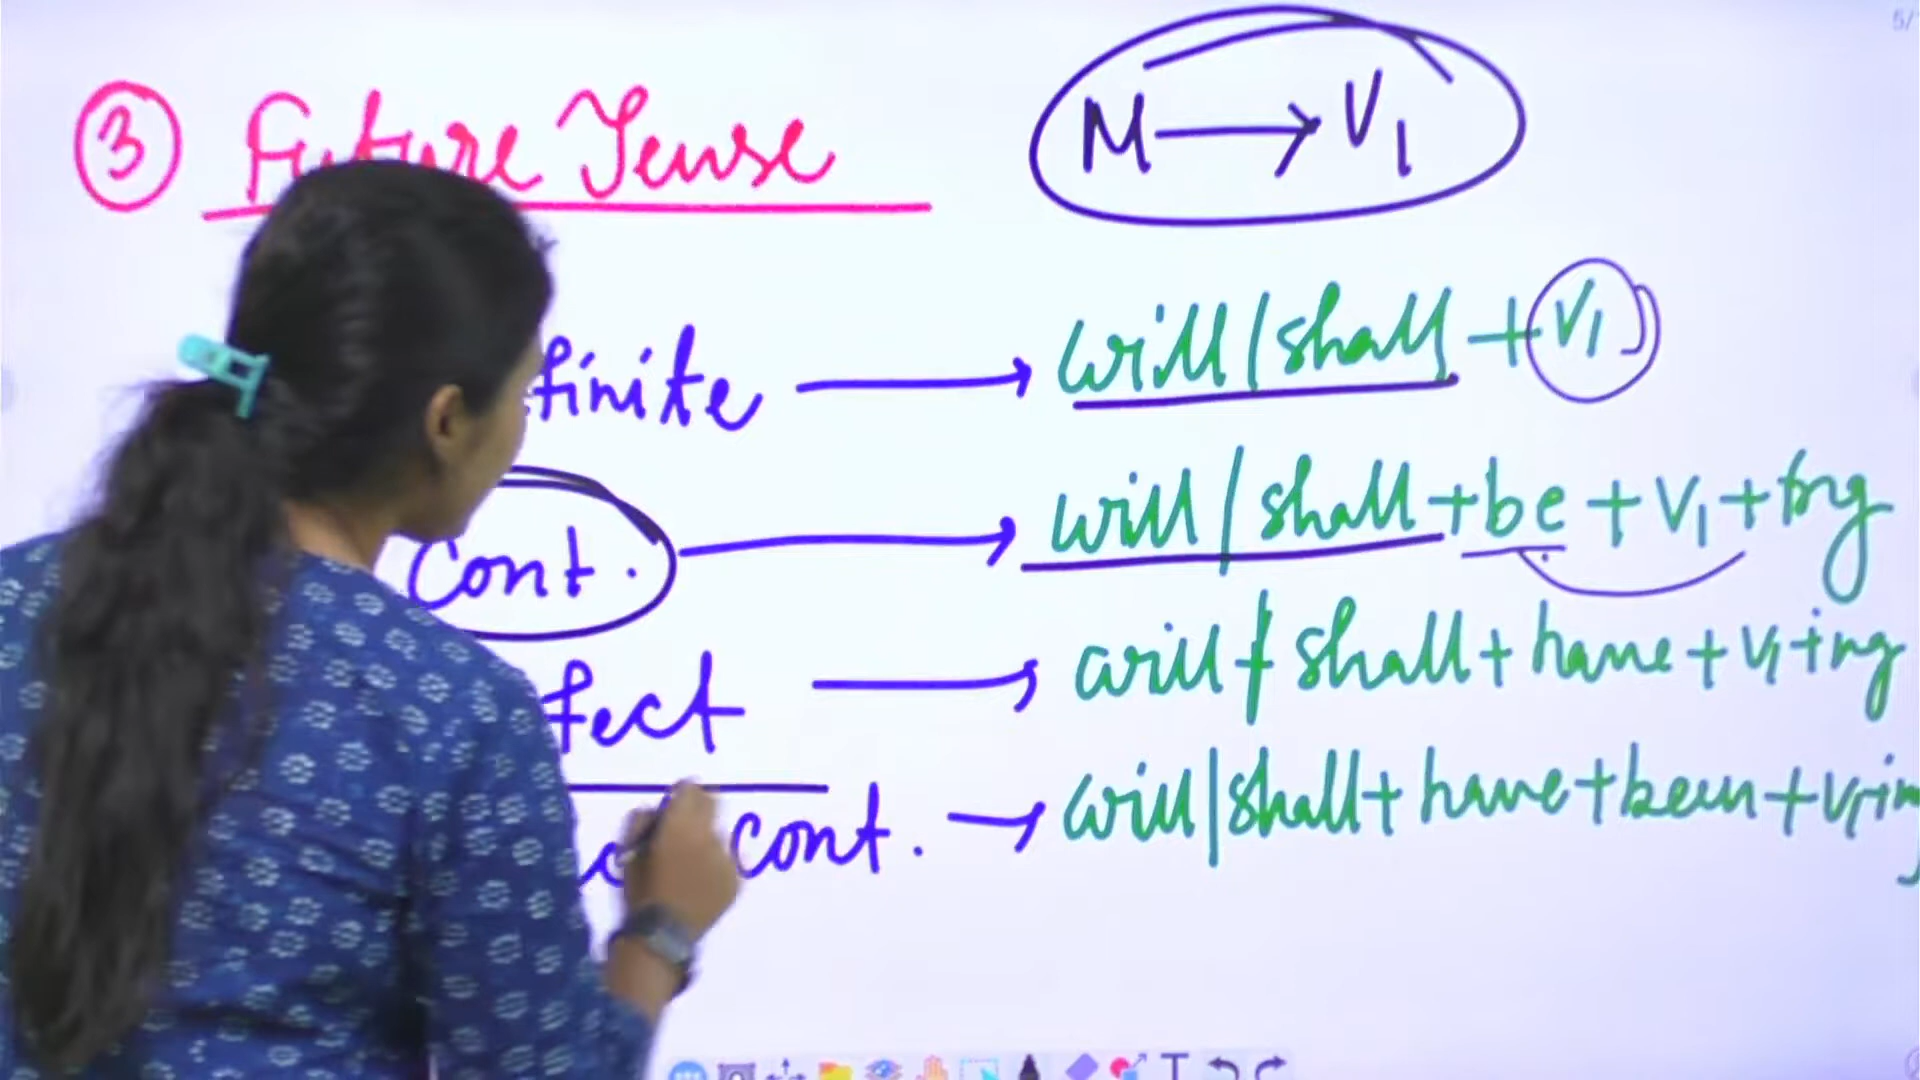 3 Future Tense
M → V1
finite → will/shall + V1
cont. → will/shall + be + V1 + ing
fect → will/shall + have + V1 + ing
cont. → will/shall + have + been + V1 ing